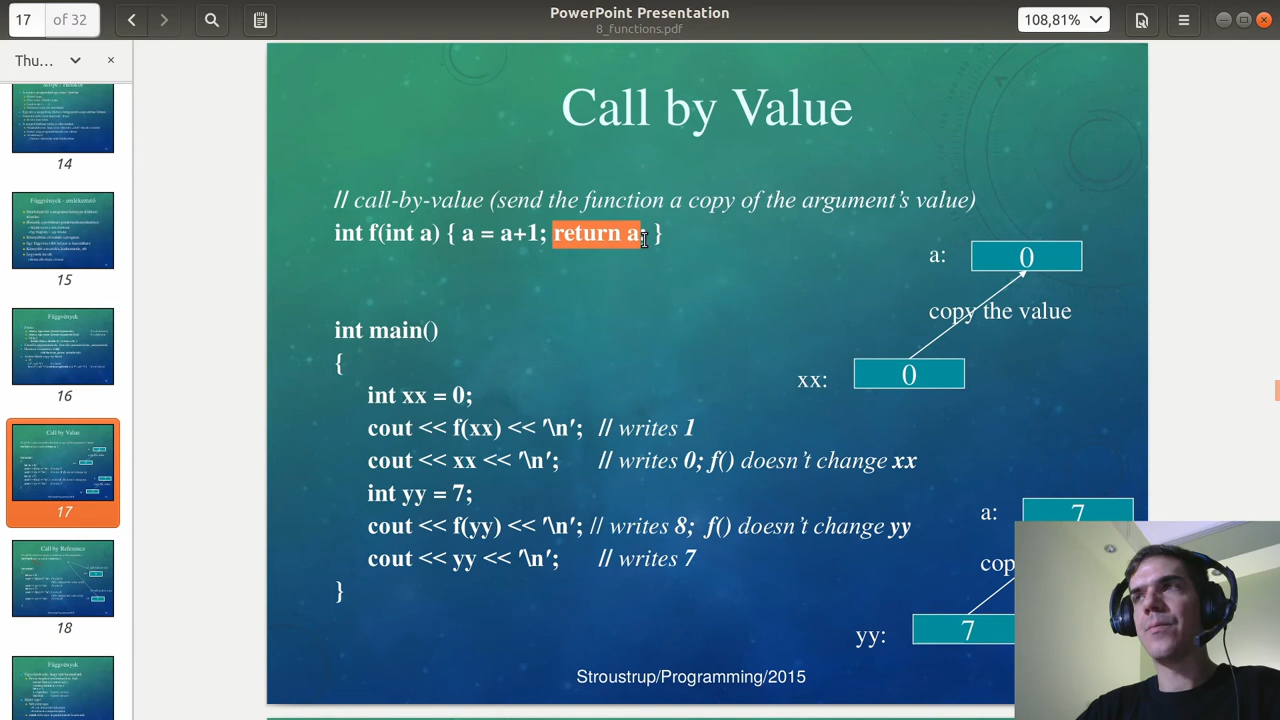 17 of 32
PowerPoint Presentation
8_functions.pdf
108,81%
Thu...
14
Függvények - emlékeztető
15
Függvények
16
Call by Value
17
Call by Reference
18
Függvények
Call by Value
// call-by-value (send the function a copy of the argument's value)
int f(int a) { a = a+1; return a; }
a: 0
copy the value
xx: 0
int main()
{
int xx = 0;
cout << f(xx) << '\n'; // writes 1
cout << xx << '\n'; // writes 0; f() doesn't change xx
int yy = 7;
cout << f(yy) << '\n'; // writes 8; f() doesn't change yy
cout << yy << '\n'; // writes 7
}
a: 7
cop
yy: 7
Stroustrup/Programming/2015